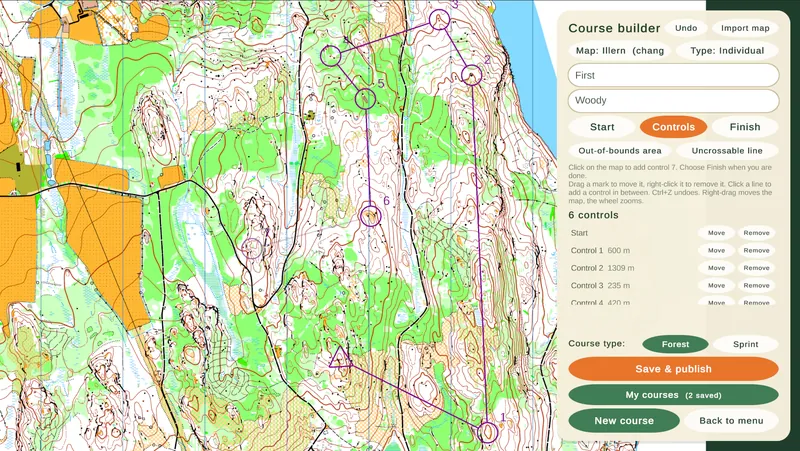 Course builder
Undo
Import map
Map: Illern (chang
Type: Individual
First
Woody
Start
Controls
Finish
Out-of-bounds area
Uncrossable line
Click on the map to add control 7. Choose Finish when you are
done.
Drag a mark to move it, right-click it to remove it. Click a line to
add a control in between. Ctrl+Z undoes. Right-drag moves the
map, the wheel zooms.
6 controls
Start
Move
Remove
Control 1 600 m
Move
Remove
Control 2 1309 m
Move
Remove
Control 3 235 m
Move
Remove
Control 4 420 m
Move
Remove
Course type:
Forest
Sprint
Save & publish
My courses (2 saved)
New course
Back to menu
3
2
5
6
1